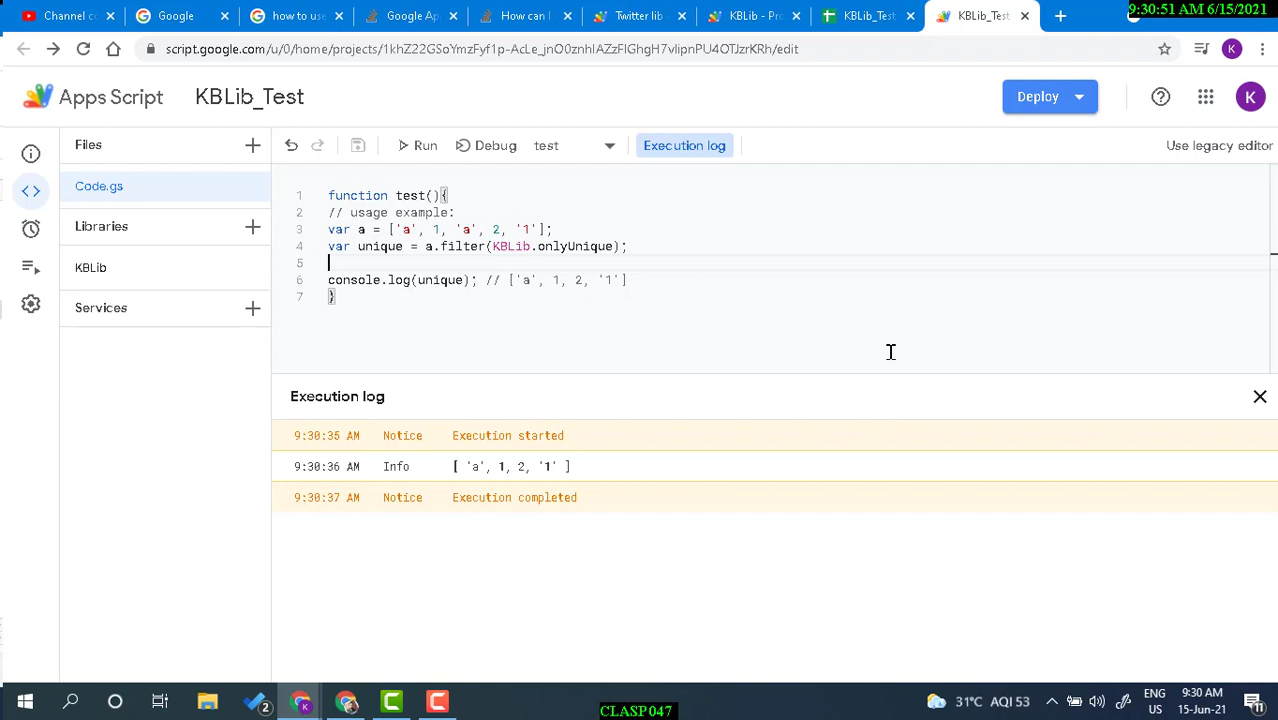 9:30:51 AM 6/15/2021
Channel c
Google
how to us
Google Ap
How can I
Twitter lib
KBLib - Pro
KBLib_Test
KBLib_Test
script.google.com/u/0/home/projects/1khZ22GSoYmzFyf1p-AcLe_jnO0znhIAZzFlGhgH7vlipnPU4OTJzrKRh/edit
K
Apps Script
KBLib_Test
Deploy
K
Files
Run
Debug
test
Execution log
Use legacy editor
Code.gs
Libraries
KBLib
Services
1 function test(){
2 // usage example:
3 var a = ['a', 1, 'a', 2, '1'];
4 var unique = a.filter(KBLib.onlyUnique);
5
6 console.log(unique); // ['a', 1, 2, '1']
7 }
Execution log
9:30:35 AM Notice Execution started
9:30:36 AM Info [ 'a', 1, 2, '1' ]
9:30:37 AM Notice Execution completed
2
K
31°C AQI 53
ENG
US
9:30 AM
15-Jun-21
11
CLASP047